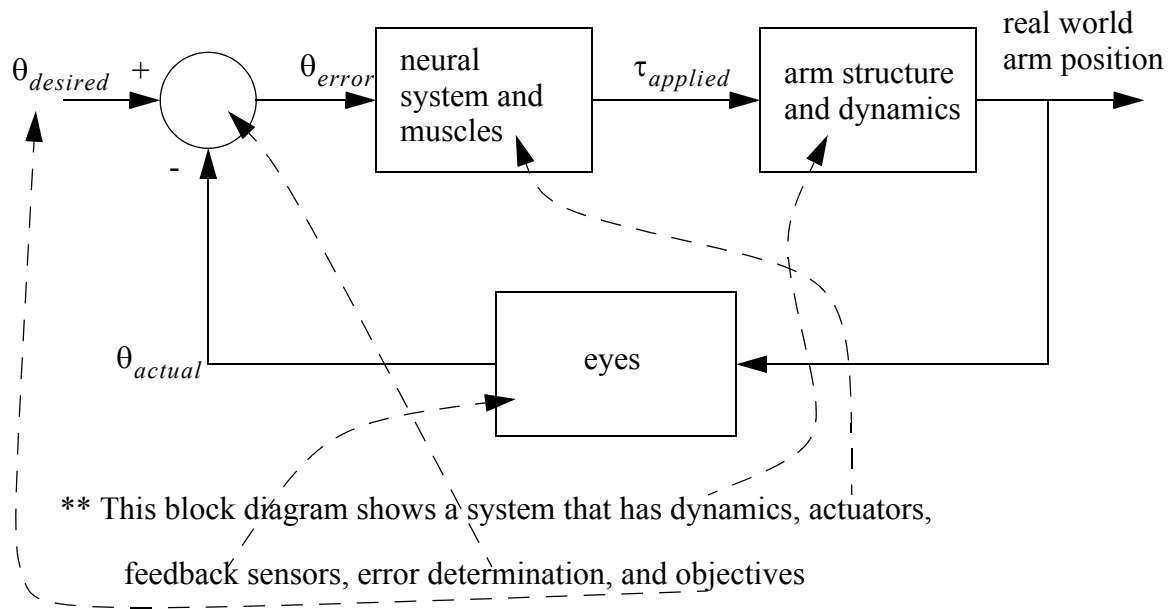 real world
arm position
θdesired
+
θerror
neural
system and
muscles
τapplied
arm structure
and dynamics
-
θactual
eyes
** This block diagram shows a system that has dynamics, actuators,
feedback sensors, error determination, and objectives